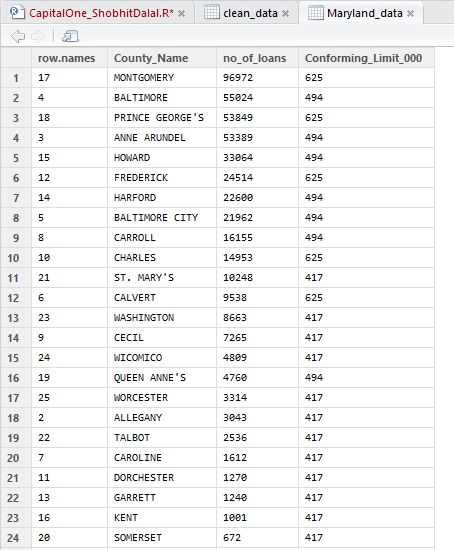 CapitalOne_ShobhitDalal.R* clean_data Maryland_data
row.names County_Name no_of_loans Conforming_Limit_000
1 17 MONTGOMERY 96972 625
2 4 BALTIMORE 55024 494
3 18 PRINCE GEORGE'S 53849 625
4 3 ANNE ARUNDEL 53389 494
5 15 HOWARD 33064 494
6 12 FREDERICK 24514 625
7 14 HARFORD 22600 494
8 5 BALTIMORE CITY 21962 494
9 8 CARROLL 16155 494
10 10 CHARLES 14953 625
11 21 ST. MARY'S 10248 417
12 6 CALVERT 9538 625
13 23 WASHINGTON 8663 417
14 9 CECIL 7265 417
15 24 WICOMICO 4809 417
16 19 QUEEN ANNE'S 4760 494
17 25 WORCESTER 3314 417
18 2 ALLEGANY 3043 417
19 22 TALBOT 2536 417
20 7 CAROLINE 1612 417
21 11 DORCHESTER 1270 417
22 13 GARRETT 1240 417
23 16 KENT 1001 417
24 20 SOMERSET 672 417